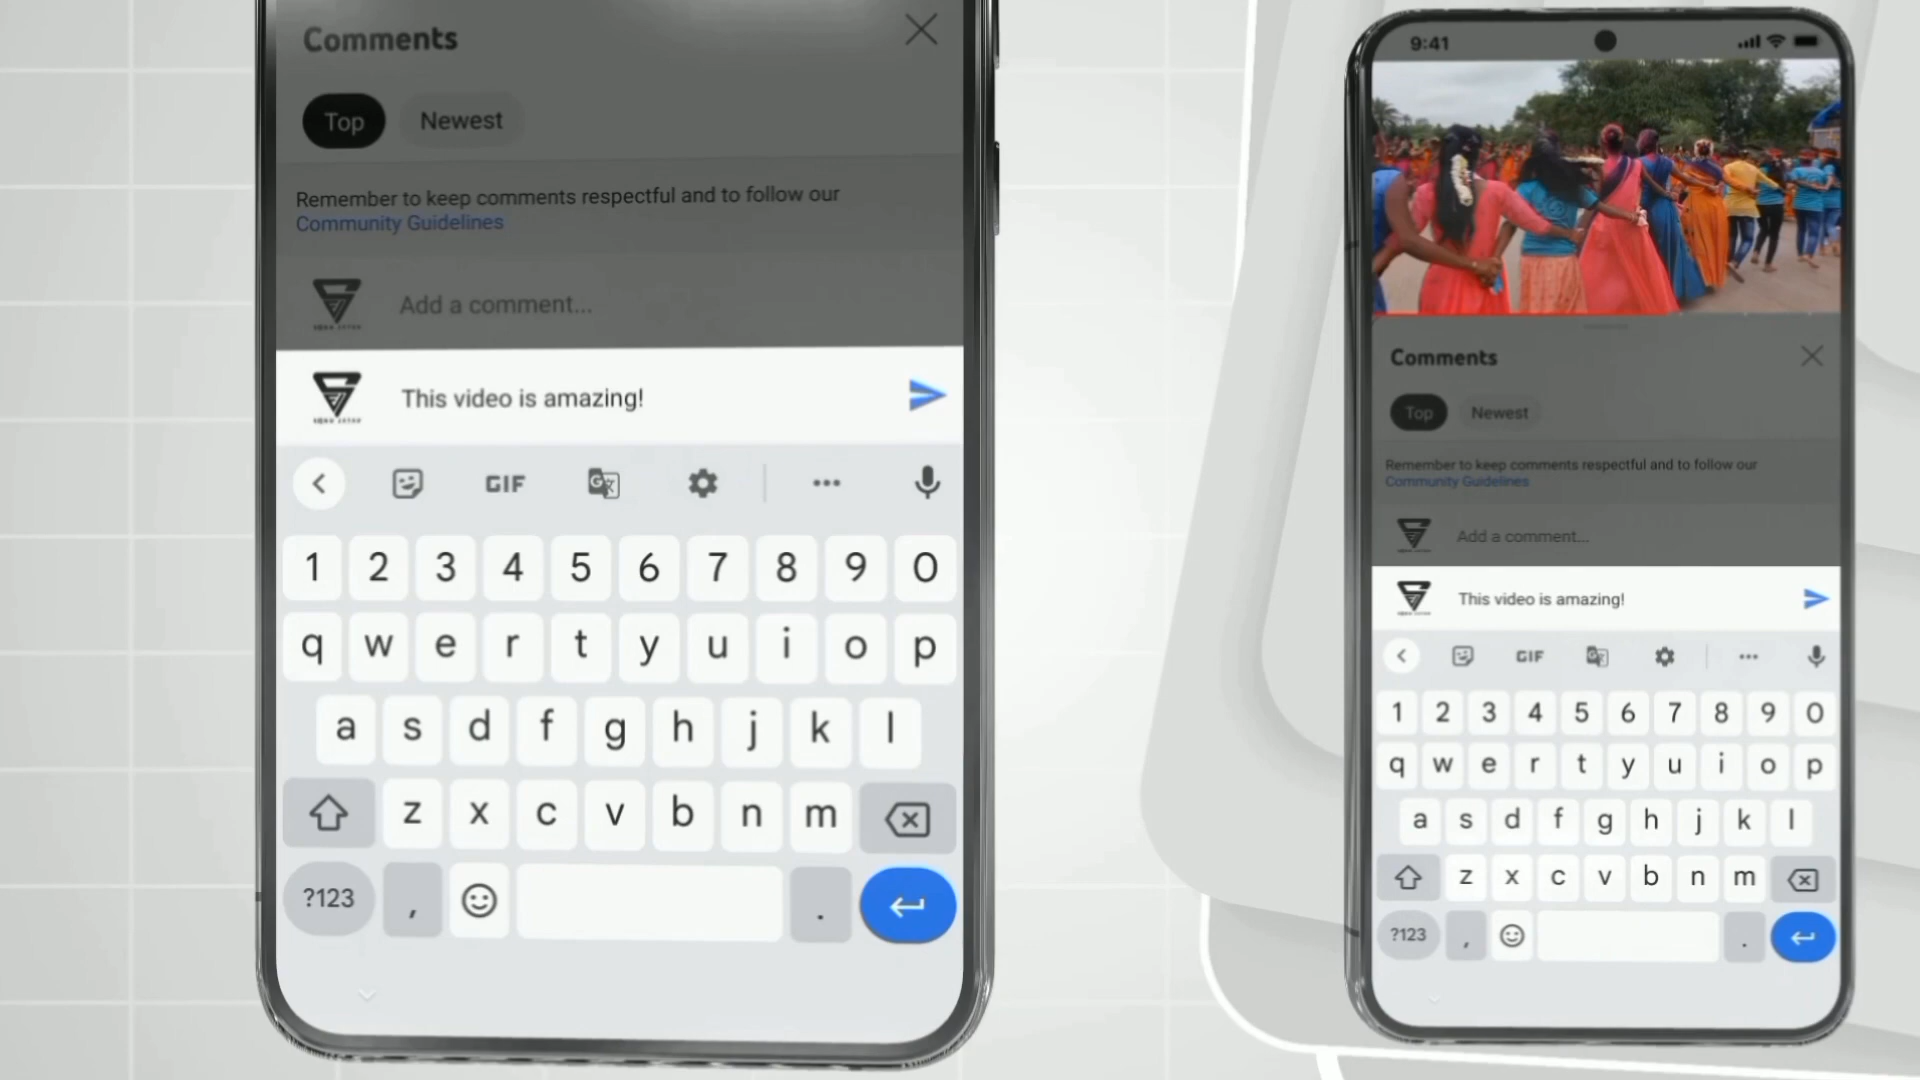 Comments
Top Newest
Remember to keep comments respectful and to follow our
Community Guidelines
Add a comment...
This video is amazing!
GIF
1 2 3 4 5 6 7 8 9 0
q w e r t y u i o p
a s d f g h j k l
z x c v b n m
?123 , .
9:41
Comments
Top Newest
Remember to keep comments respectful and to follow our
Community Guidelines
Add a comment...
This video is amazing!
GIF
1 2 3 4 5 6 7 8 9 0
q w e r t y u i o p
a s d f g h j k l
z x c v b n m
?123 , .